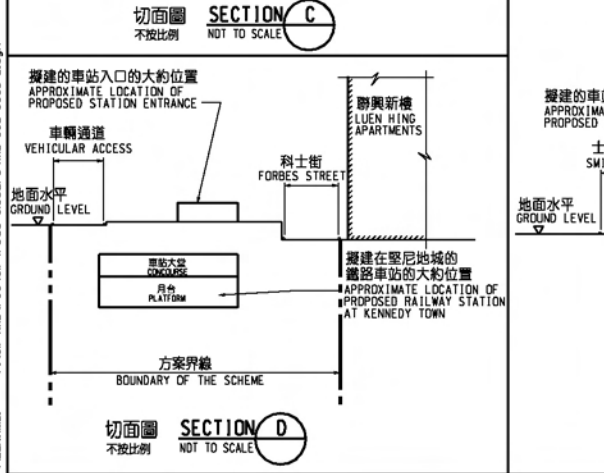 切面圖 SECTION C
不按比例 NOT TO SCALE
擬建的車站入口的大約位置
APPROXIMATE LOCATION OF
PROPOSED STATION ENTRANCE
聯興新樓
LUEN HING
APARTMENTS
車輛通道
VEHICULAR ACCESS
科士街
FORBES STREET
地面水平
GROUND LEVEL
車站大堂
CONCOURSE
月台
PLATFORM
擬建在堅尼地城的
鐵路車站的大約位置
APPROXIMATE LOCATION OF
PROPOSED RAILWAY STATION
AT KENNEDY TOWN
方案界線
BOUNDARY OF THE SCHEME
切面圖 SECTION D
不按比例 NOT TO SCALE
擬建的車
PROPOSED
地面水平
GROUND LEVEL